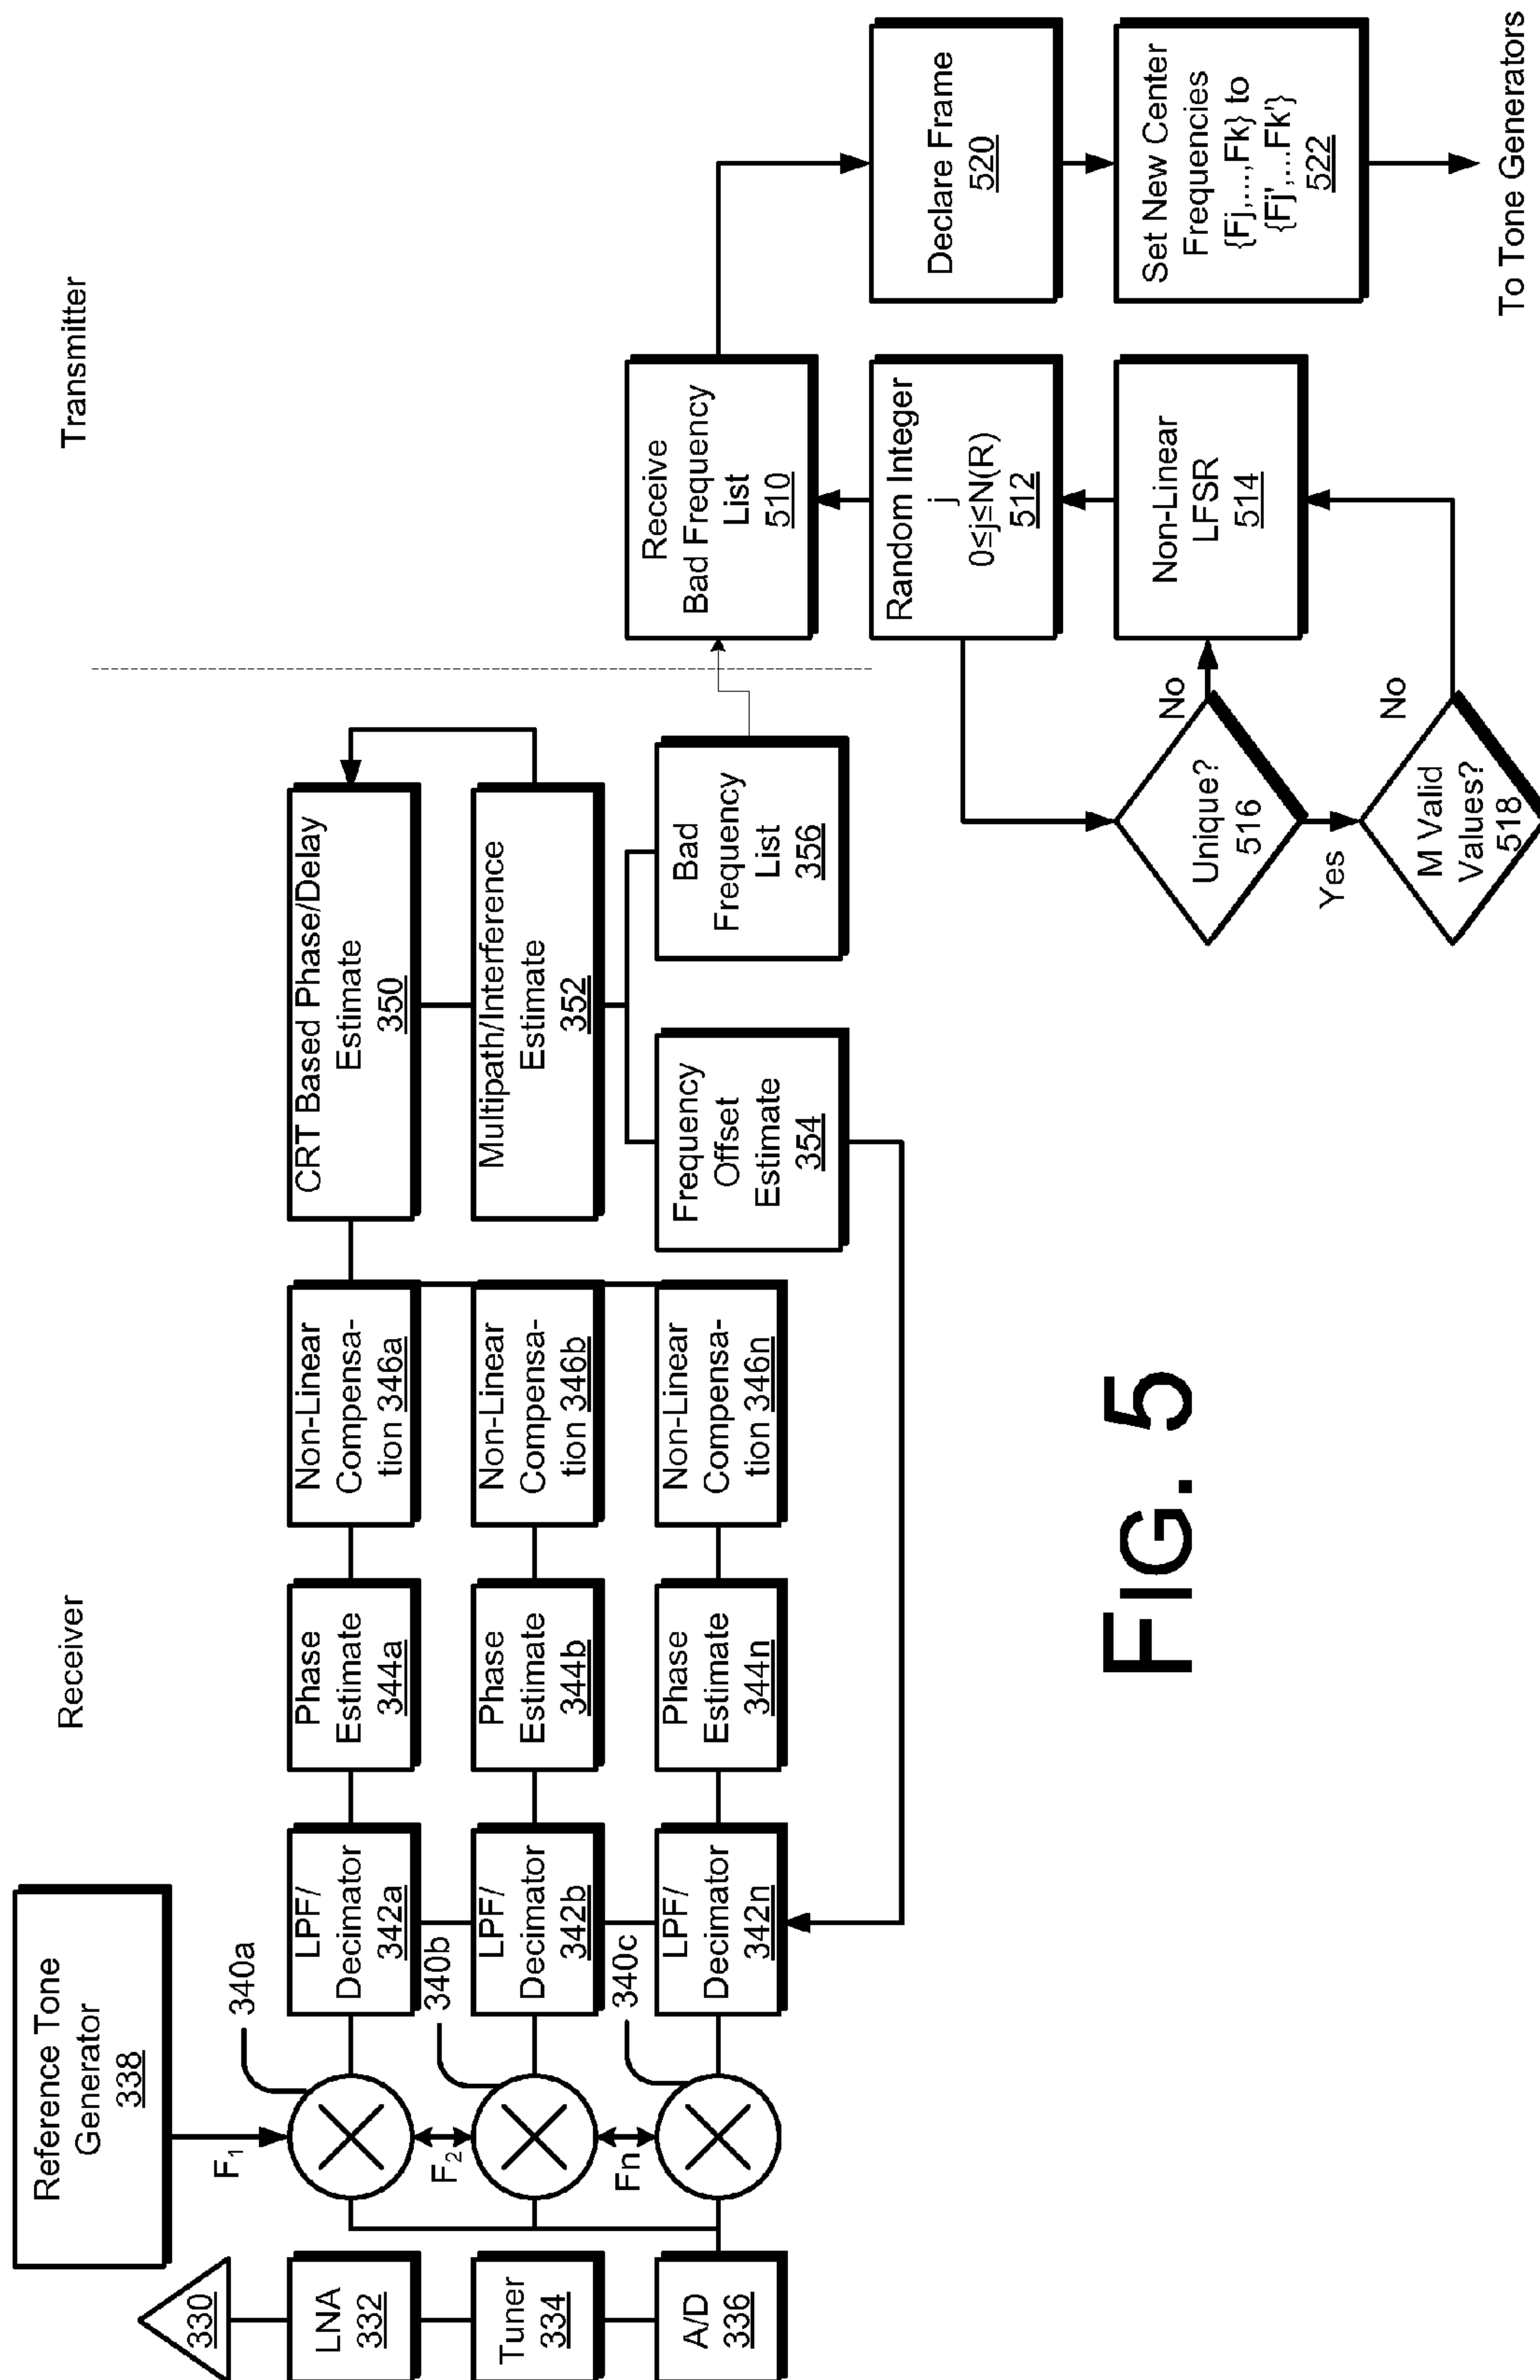 Receiver
Transmitter
Reference Tone
Generator
338
330
LNA
332
Tuner
334
A/D
336
F1
F2
Fn
340a
340b
340c
LPF/
Decimator
342a
LPF/
Decimator
342b
LPF/
Decimator
342n
Phase
Estimate
344a
Phase
Estimate
344b
Phase
Estimate
344n
Non-Linear
Compensa-
tion 346a
Non-Linear
Compensa-
tion 346b
Non-Linear
Compensa-
tion 346n
CRT Based Phase/Delay
Estimate
350
Multipath/Interference
Estimate
352
Frequency
Offset
Estimate
354
Bad
Frequency
List
356
Receive
Bad Frequency
List
510
Random Integer
j
0≤j≤N(R)
512
Non-Linear
LFSR
514
Unique?
516
No
Yes
M Valid
Values?
518
No
Declare Frame
520
Set New Center
Frequencies
{Fj,...,Fk} to
{Fj',...Fk'}
522
To Tone Generators
FIG. 5